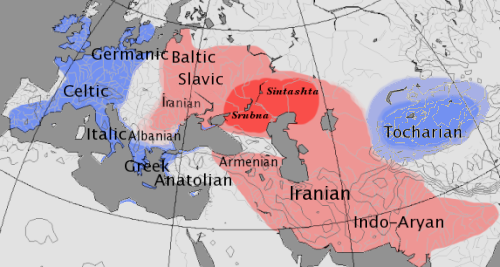 Germanic
Baltic
Slavic
Celtic
Iranian
Sintashta
Srubna
Tocharian
Italic
Albanian
Greek
Armenian
Anatolian
Iranian
Indo-Aryan